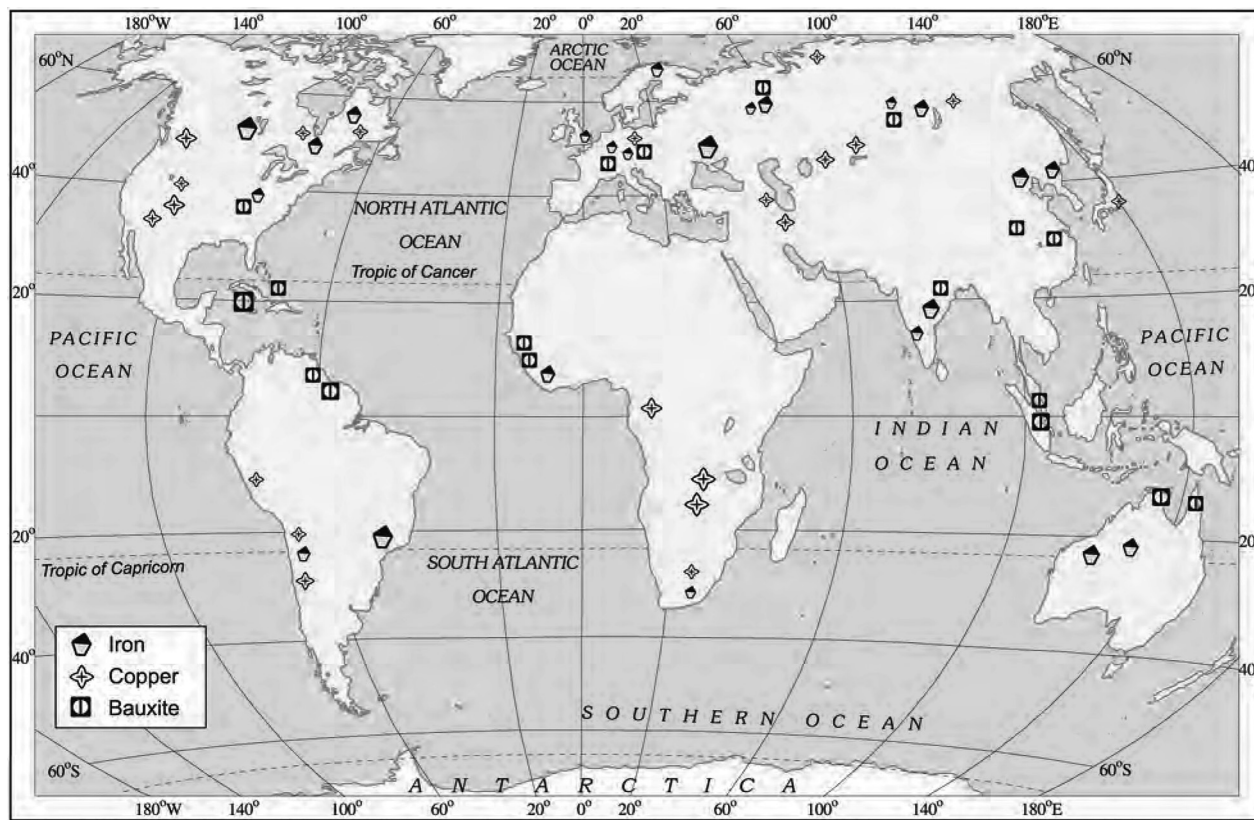 180°W 140° 100° 60° 20° 0° 20° 60° 100° 140° 180°E
60°N
ARCTIC
OCEAN
60°N
40°
40°
NORTH ATLANTIC
OCEAN
Tropic of Cancer
20°
20°
PACIFIC
OCEAN
PACIFIC
OCEAN
INDIAN
OCEAN
20°
20°
Tropic of Capricorn
SOUTH ATLANTIC
OCEAN
Iron
Copper
Bauxite
40°
40
SOUTHERN OCEAN
60°S
60°S
ANTARCTICA
180°W 140° 100° 60° 20° 0° 20° 60° 100° 140° 180°E